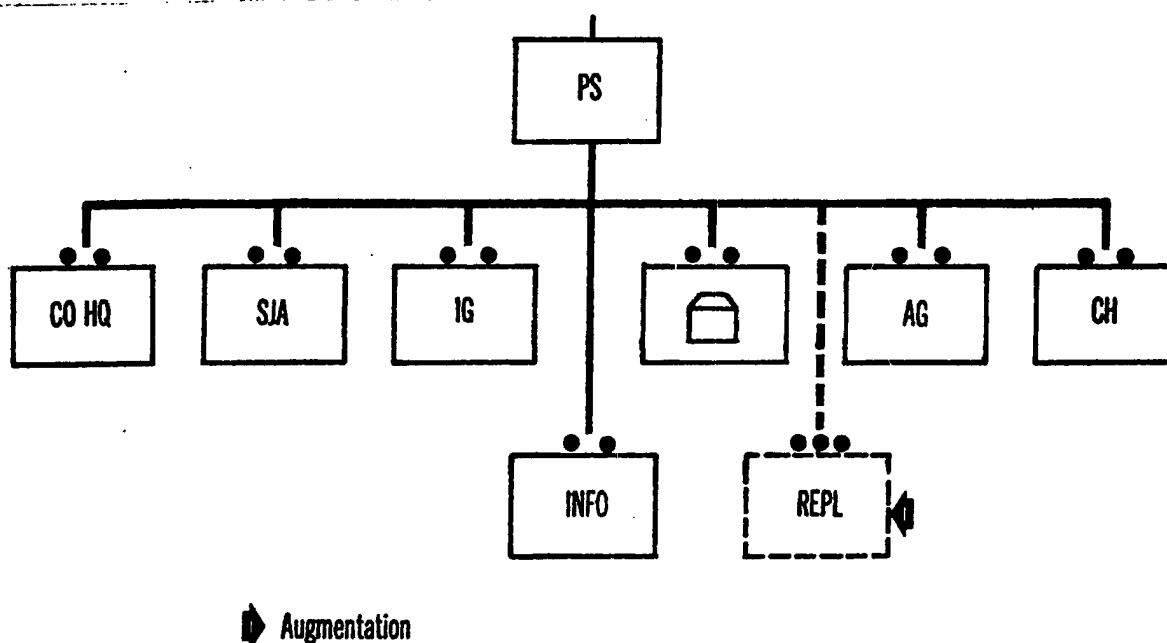 PS
CO HQ
SJA
IG
AG
CH
INFO
REPL
Augmentation